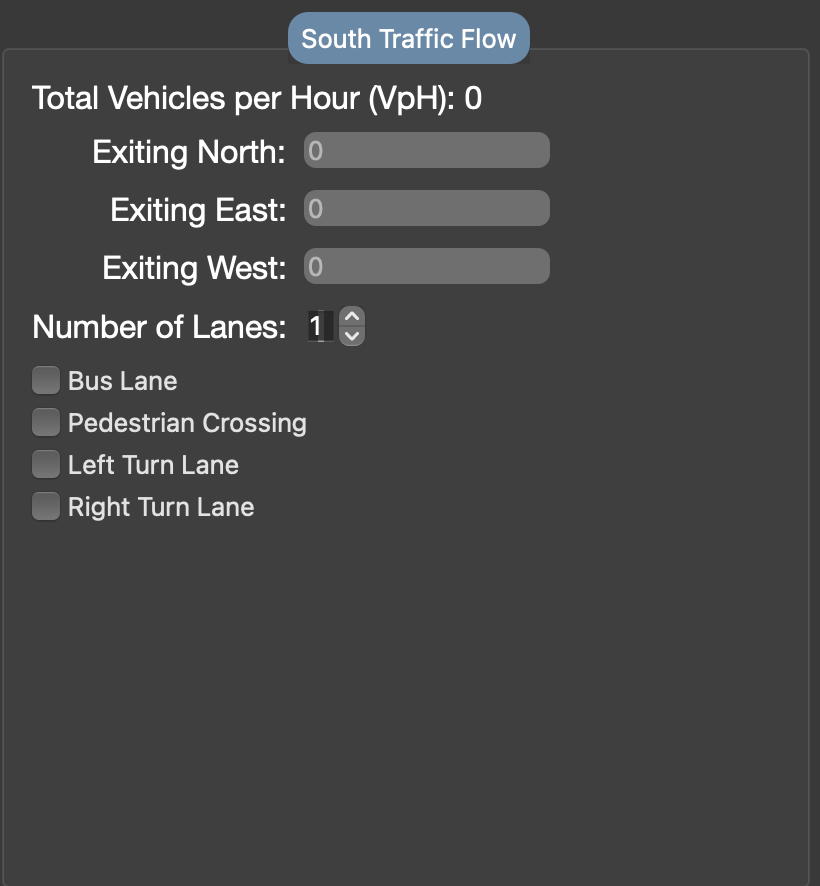 South Traffic Flow
Total Vehicles per Hour (VpH): 0
Exiting North: 0
Exiting East: 0
Exiting West: 0
Number of Lanes: 1
Bus Lane
Pedestrian Crossing
Left Turn Lane
Right Turn Lane